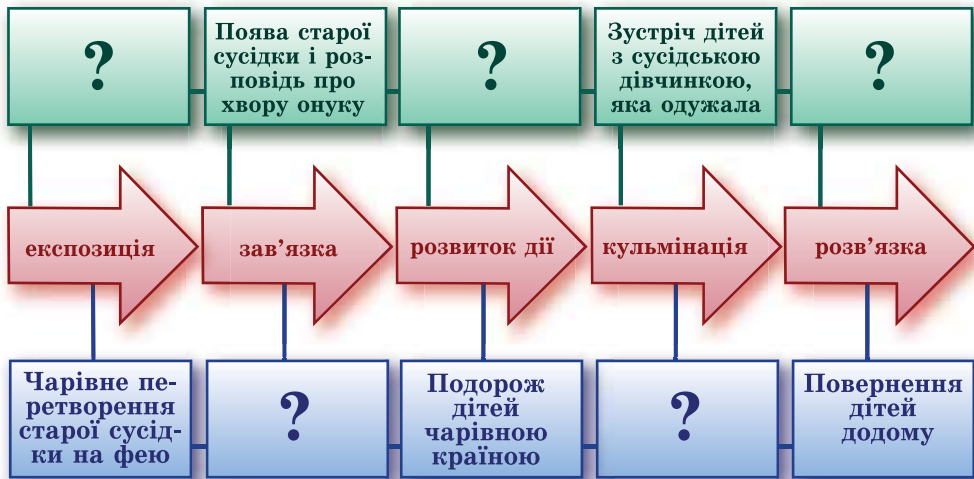 ?
Поява старої
сусідки і роз-
повідь про
хвору онуку
?
Зустріч дітей
з сусідською
дівчинкою,
яка одужала
?
експозиція
зав’язка
розвиток дії
кульмінація
розв’язка
Чарівне пе-
ретворення
старої сусід-
ки на фею
?
Подорож
дітей
чарівною
країною
?
Повернення
дітей
додому